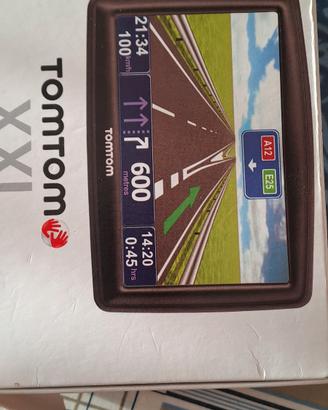 A12 E25
21:34 600 14:20
100 km/h metres 0:45 hrs
TOMTOM
TOMTOM
XXL